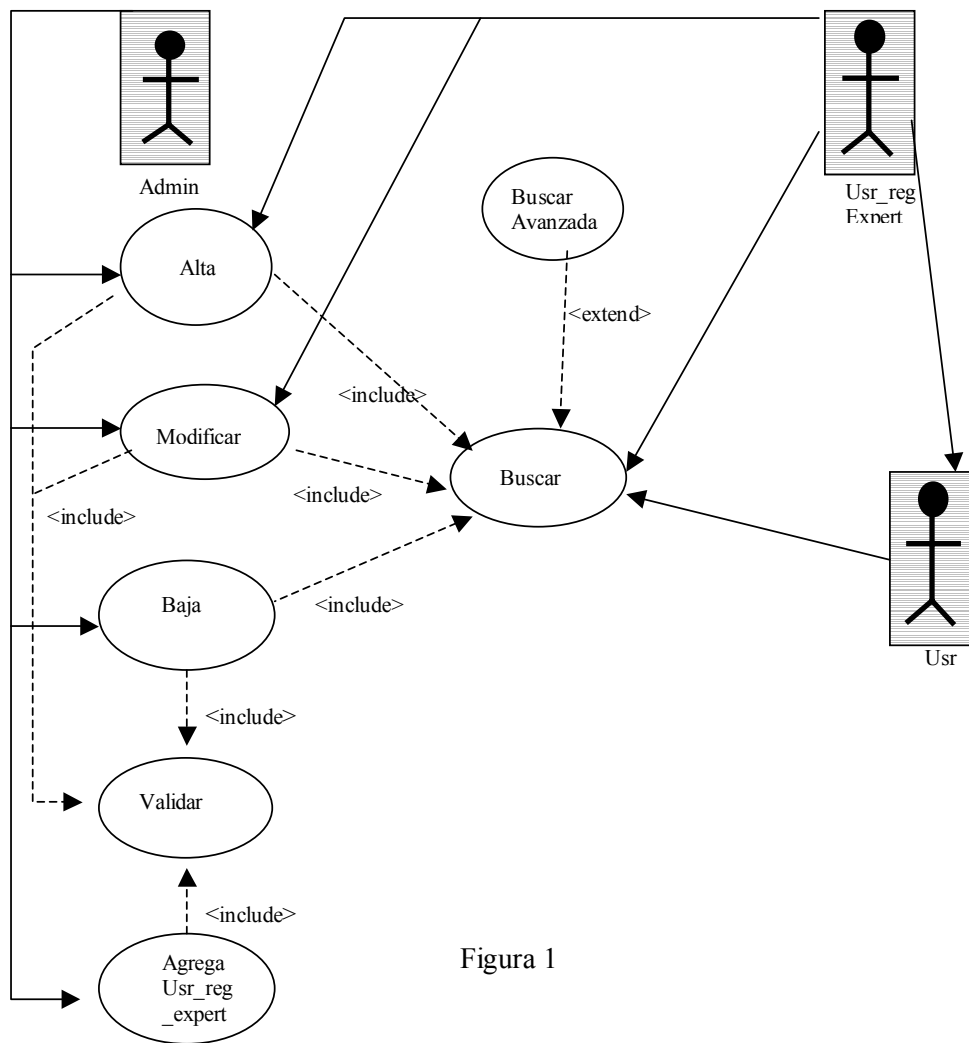 Admin
Usr_reg
Expert
Buscar
Avanzada
Alta
<extend>
<include>
Modificar
Buscar
<include>
<include>
Baja
<include>
Usr
<include>
Validar
<include>
Agrega
Usr_reg
_expert
Figura 1